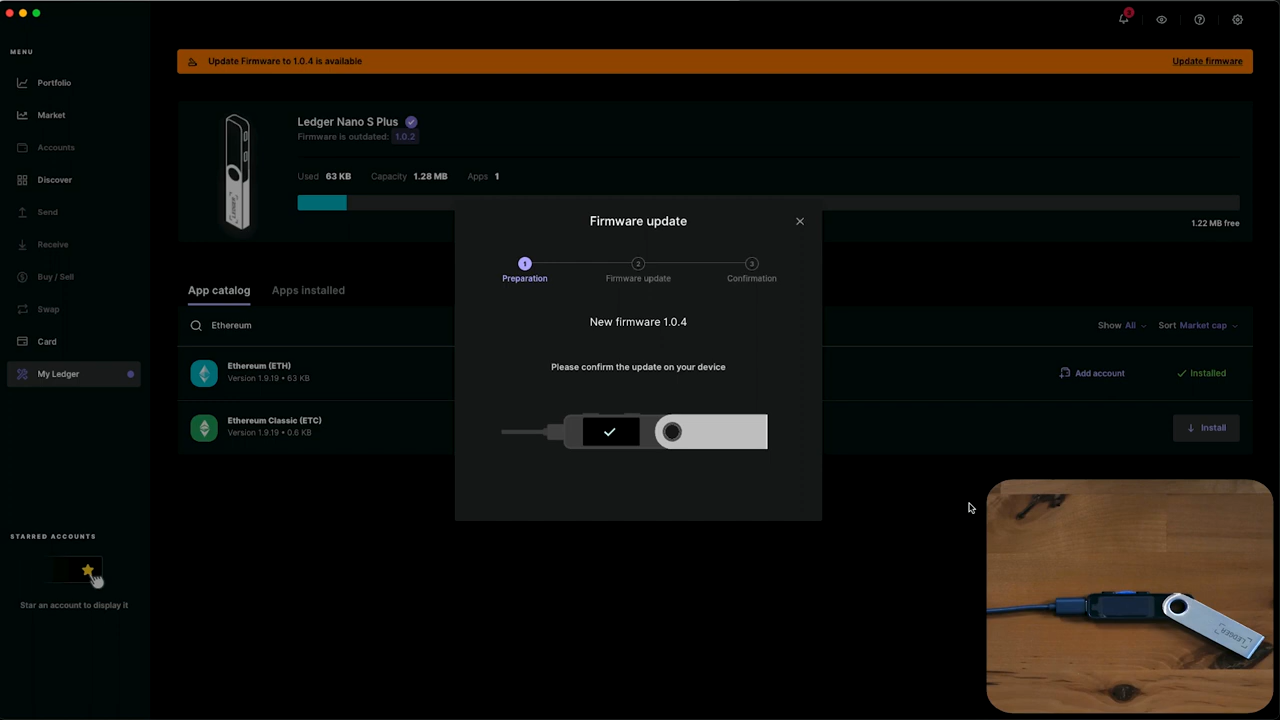 MENU
Portfolio
Market
Accounts
Discover
Send
Receive
Buy / Sell
Swap
Card
My Ledger
STARRED ACCOUNTS
Star an account to display it
3
Update Firmware to 1.0.4 is available
Update firmware
Ledger Nano S Plus
Firmware is outdated: 1.0.2
Used 63 KB Capacity 1.28 MB Apps 1
1.22 MB free
App catalog Apps installed
Ethereum
Show All Sort Market cap
Ethereum (ETH)
Version 1.9.19 • 63 KB
Add account
Installed
Ethereum Classic (ETC)
Version 1.9.19 • 0.6 KB
Install
Firmware update
1 2 3
Preparation Firmware update Confirmation
New firmware 1.0.4
Please confirm the update on your device
LEDGER